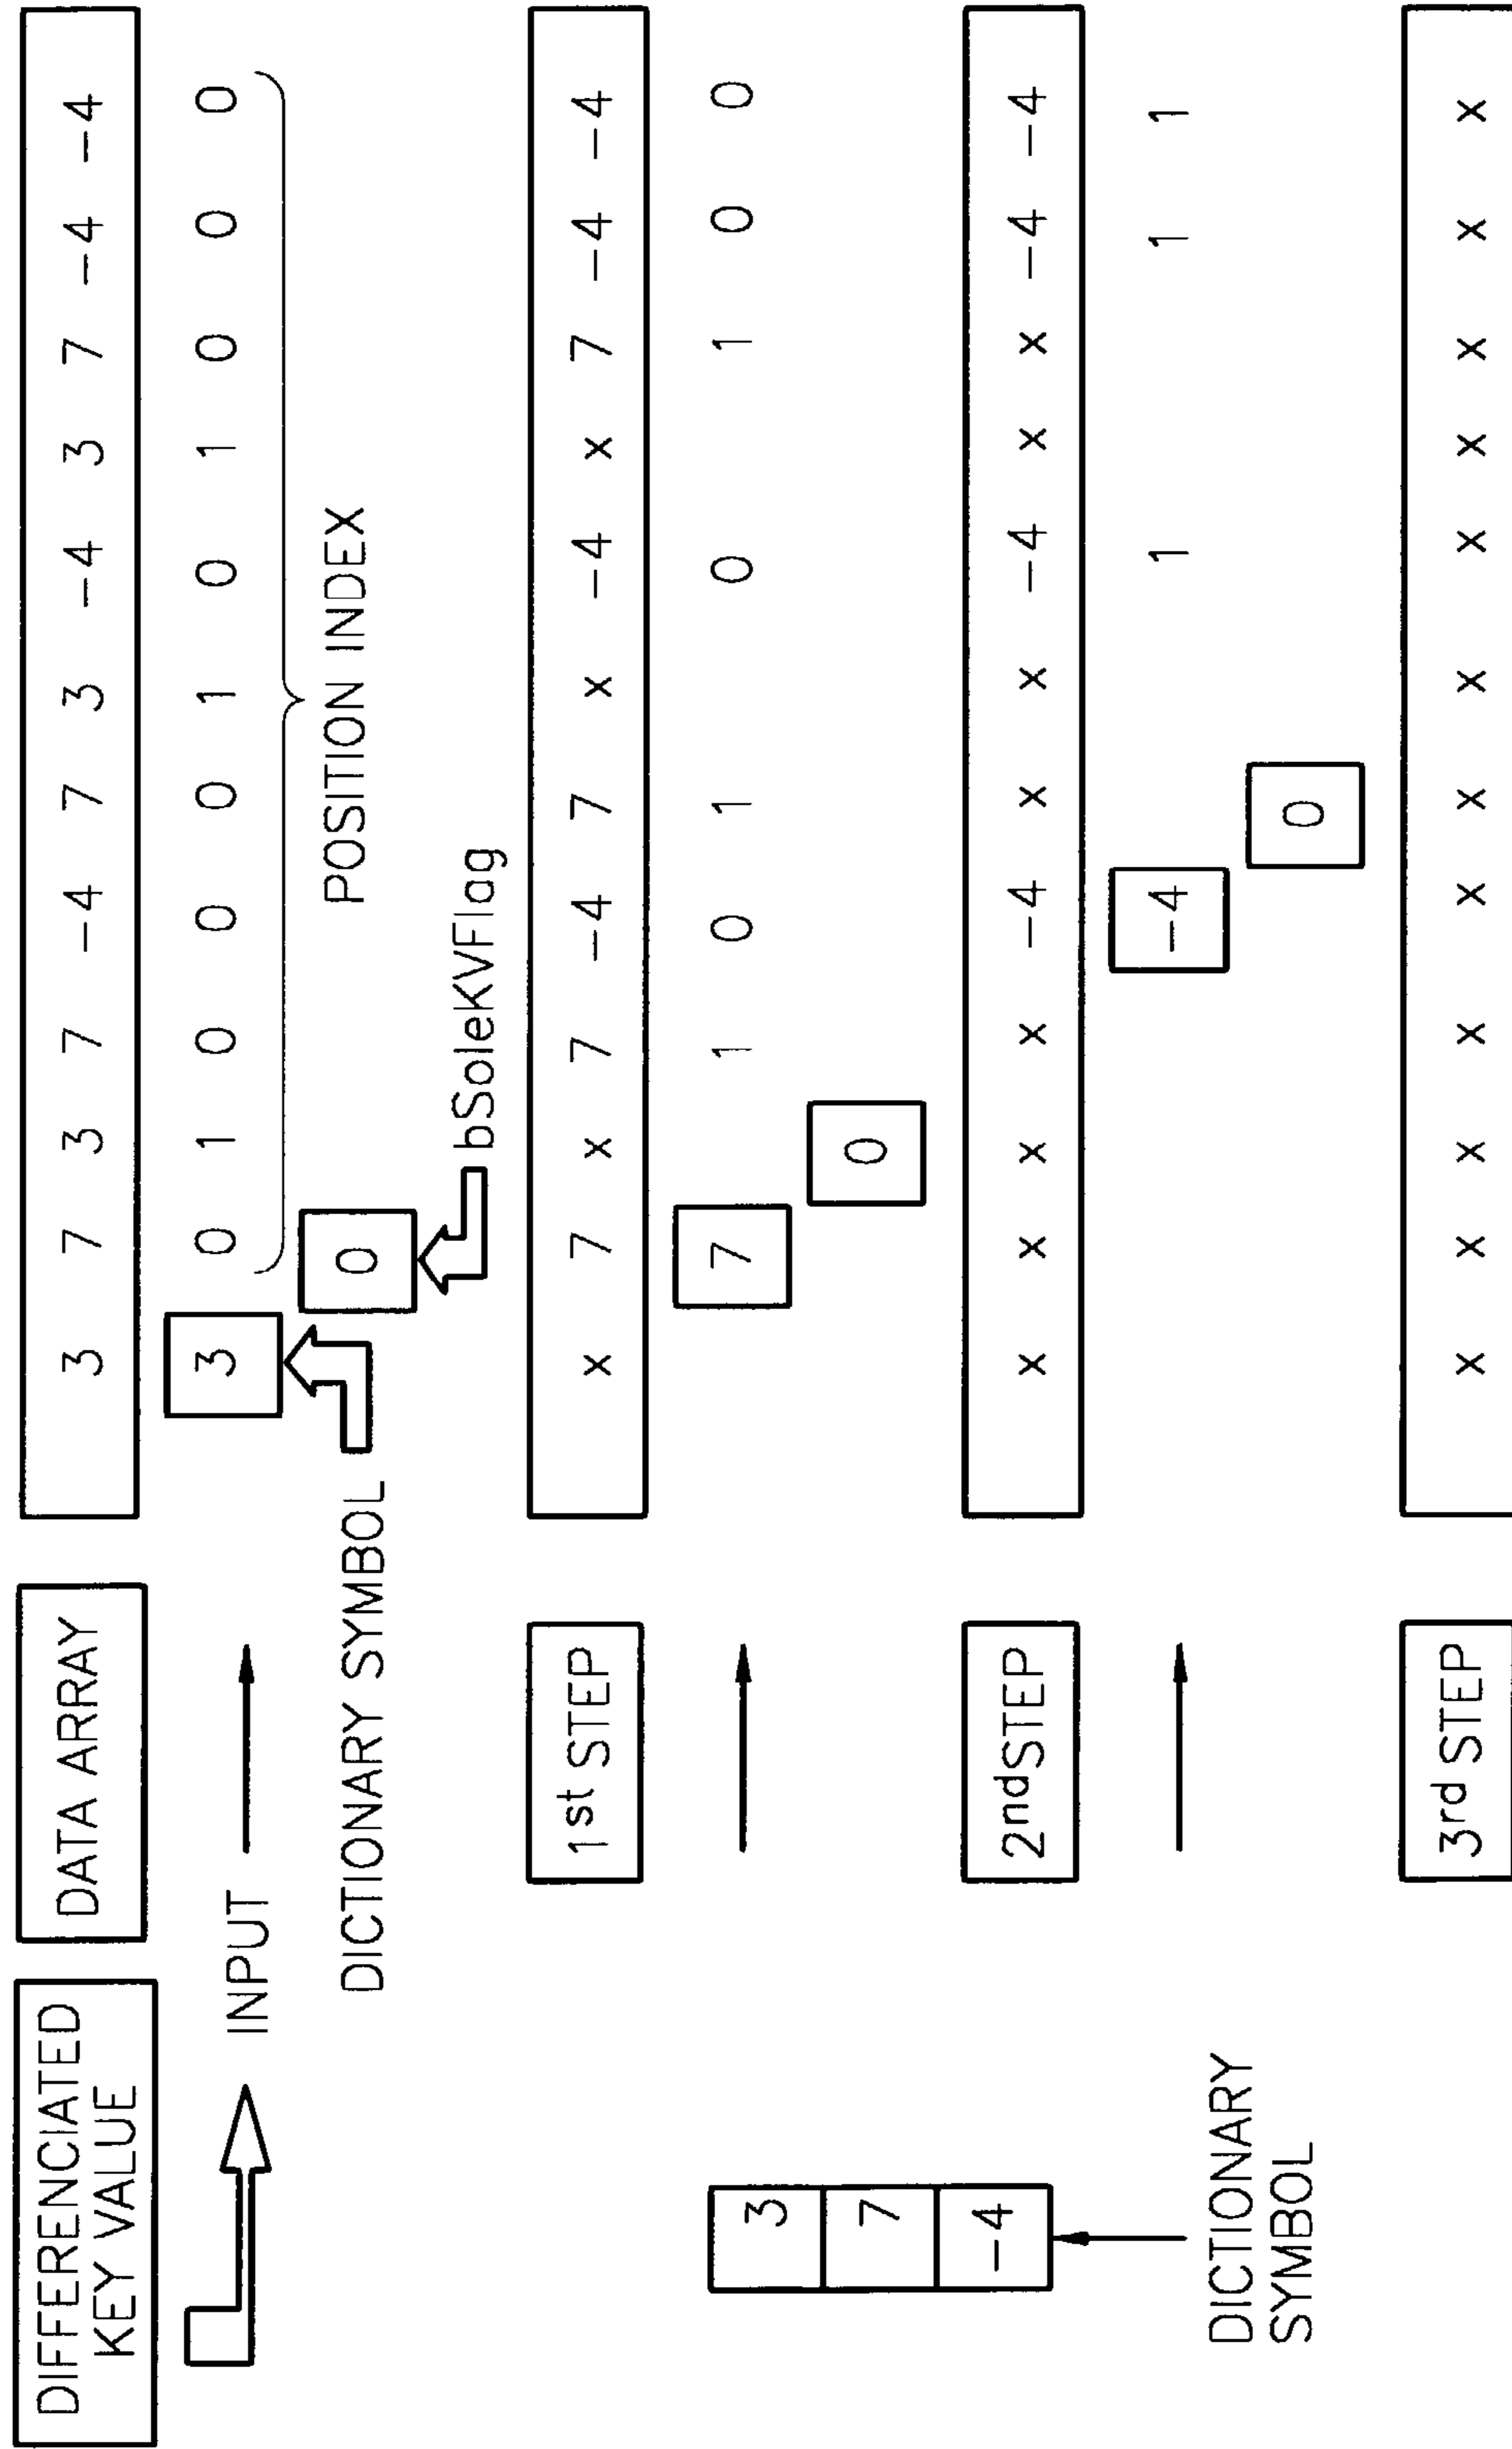 DIFFERENCIATED
KEY VALUE
DATA ARRAY
3 7 3 7 -4 7 3 -4 3 7 -4 -4
INPUT
3 0 1 0 0 0 1 0 1 0 0 0
0
POSITION INDEX
DICTIONARY SYMBOL
bSoleKVFlag
1st STEP
x 7 x 7 -4 7 x -4 x 7 -4 -4
7 1 0 1 0 1 0 0
0
3
7
-4
DICTIONARY
SYMBOL
2nd STEP
x x x x -4 x x -4 x x -4 -4
-4 1 1 1
0
3rd STEP
x x x x x x x x x x x x